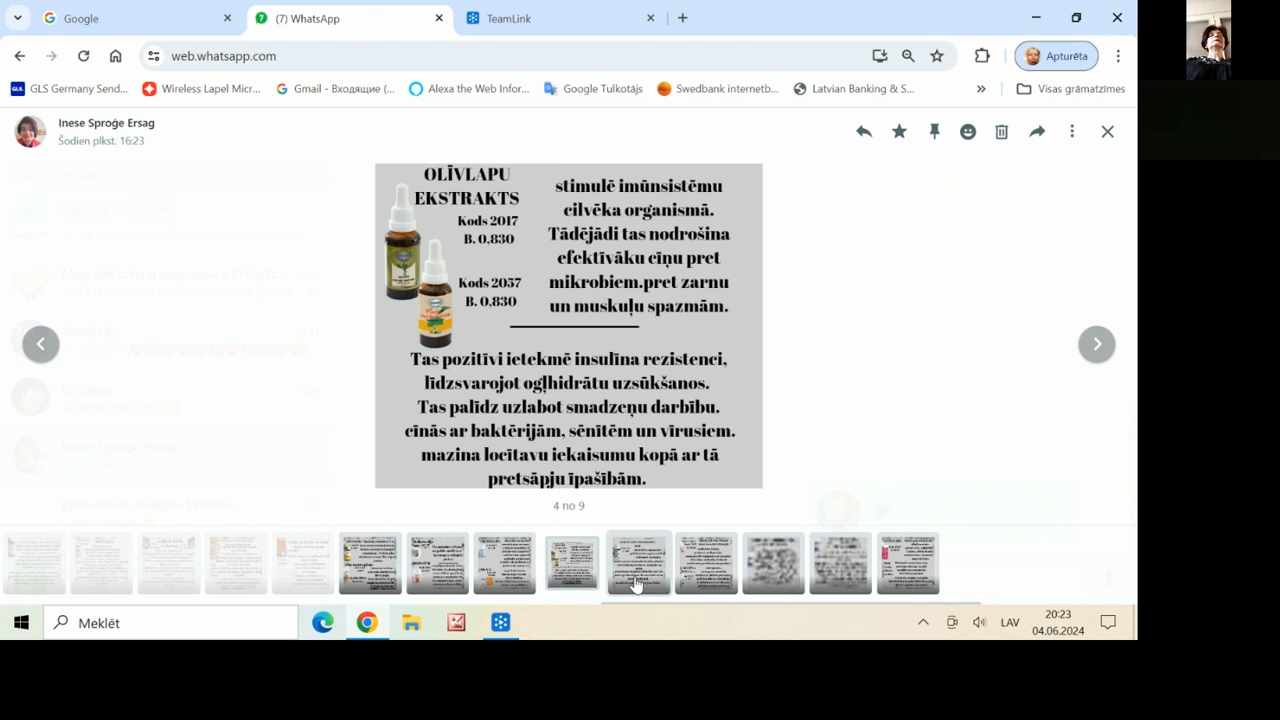 Google
(7) WhatsApp
TeamLink
web.whatsapp.com
Apturēta
GLS Germany Send...
Wireless Lapel Micr...
Gmail - Входящие (...
Alexa the Web Infor...
Google Tulkotājs
Swedbank internetb...
Latvian Banking & S...
Visas grāmatzīmes
Inese Sproģe Ersag
Šodien plkst. 16:23
OLĪVLAPU
EKSTRAKTS
Kods 2017
B. 0,830
Kods 2057
B. 0,830
stimulē imūnsistēmu
cilvēka organismā.
Tādējādi tas nodrošina
efektīvāku cīņu pret
mikrobiem.pret zarnu
un muskuļu spazmām.
Tas pozitīvi ietekmē insulīna rezistenci,
līdzsvarojot ogļhidrātu uzsūkšanos.
Tas palīdz uzlabot smadzeņu darbību.
cīnās ar baktērijām, sēnītēm un vīrusiem.
mazina locītavu iekaisumu kopā ar tā
pretsāpju īpašībām.
4 no 9
Meklēt
LAV
20:23
04.06.2024